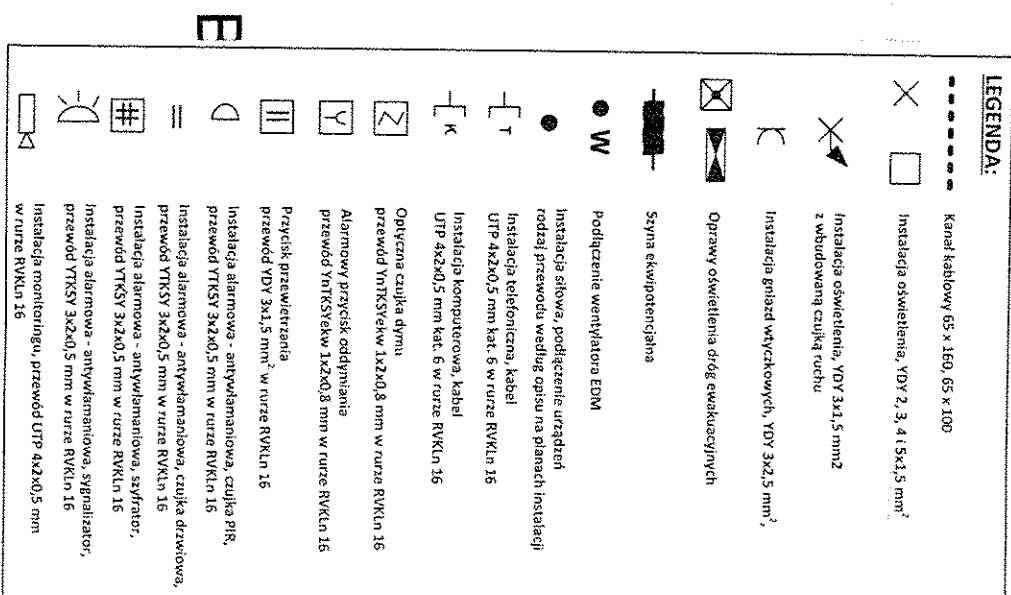 LEGENDA:
Kanał kablowy 65 x 160, 65 x 100
Instalacja oświetlenia, YDY 2, 3, 4 i 5x1,5 mm²
Instalacja oświetlenia, YDY 3x1,5 mm2
z wbudowaną czujką ruchu
Instalacja gniazd wtyczkowych, YDY 3x2,5 mm²,
Oprawy oświetlenia dróg ewakuacyjnych
Szyna ekwipotencjalna
W
Podłączenie wentylatora EDM
Instalacja siłowa, podłączenie urządzeń
rodzaj przewodu według opisu na planach instalacji
T
Instalacja telefoniczna, kabel
UTP 4x2x0,5 mm kat. 6 w rurze RVKLn 16
K
Instalacja komputerowa, kabel
UTP 4x2x0,5 mm kat. 6 w rurze RVKLn 16
Optyczna czujka dymu
przewód YnTKSYekw 1x2x0,8 mm w rurze RVKLn 16
Alarmowy przycisk oddymiania
przewód YnTKSYekw 1x2x0,8 mm w rurze RVKLn 16
Przycisk przewietrzania
przewód YDY 3x1,5 mm² w rurze RVKLn 16
Instalacja alarmowa - antywłamaniowa, czujka PIR,
przewód YTKSY 3x2x0,5 mm w rurze RVKLn 16
Instalacja alarmowa - antywłamaniowa, czujka drzwiowa,
przewód YTKSY 3x2x0,5 mm w rurze RVKLn 16
Instalacja alarmowa - antywłamaniowa, szyfrator,
przewód YTKSY 3x2x0,5 mm w rurze RVKLn 16
Instalacja alarmowa - antywłamaniowa, sygnalizator,
przewód YTKSY 3x2x0,5 mm w rurze RVKLn 16
Instalacja monitoringu, przewód UTP 4x2x0,5 mm
w rurze RVKLn 16
E